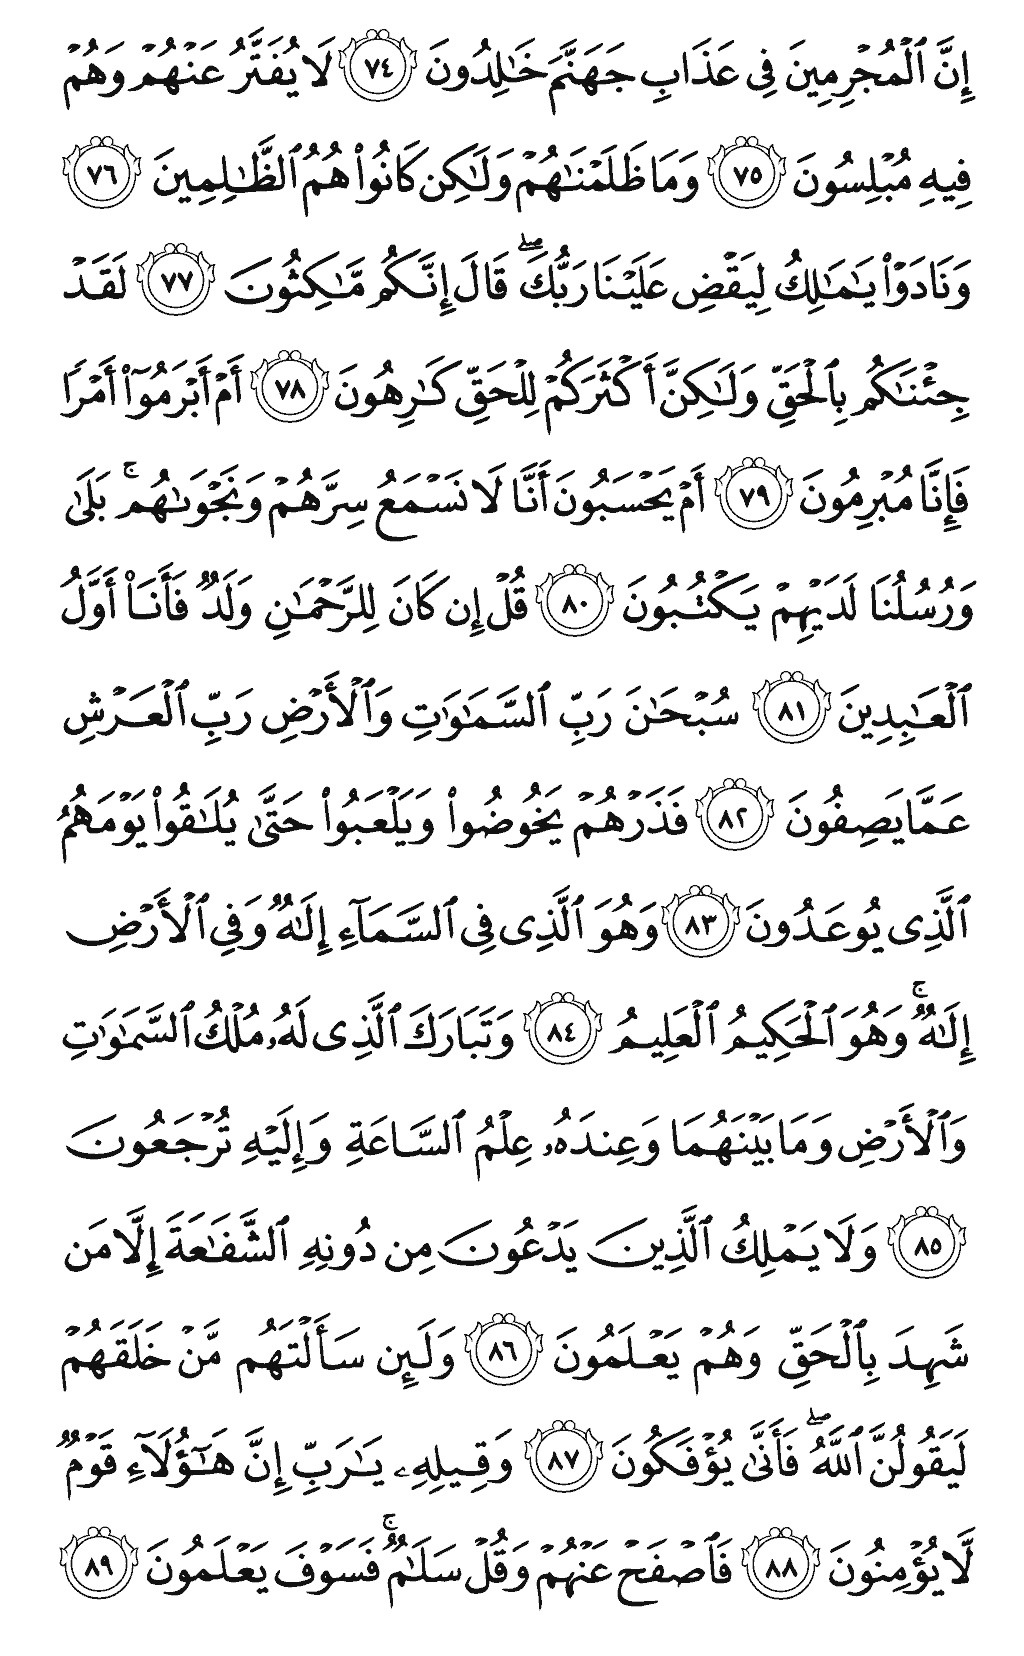 إِنَّ ٱلْمُجْرِمِينَ فِى عَذَابِ جَهَنَّمَ خَٰلِدُونَ ٧٤ لَا يُفَتَّرُ عَنْهُمْ وَهُمْ
فِيهِ مُبْلِسُونَ ٧٥ وَمَا ظَلَمْنَٰهُمْ وَلَٰكِن كَانُوا۟ هُمُ ٱلظَّٰلِمِينَ ٧٦
وَنَادَوْا۟ يَٰمَٰلِكُ لِيَقْضِ عَلَيْنَا رَبُّكَ ۖ قَالَ إِنَّكُم مَّٰكِثُونَ ٧٧ لَقَدْ
جِئْنَٰكُم بِٱلْحَقِّ وَلَٰكِنَّ أَكْثَرَكُمْ لِلْحَقِّ كَٰرِهُونَ ٧٨ أَمْ أَبْرَمُوٓا۟ أَمْرًا
فَإِنَّا مُبْرِمُونَ ٧٩ أَمْ يَحْسَبُونَ أَنَّا لَا نَسْمَعُ سِرَّهُمْ وَنَجْوَىٰهُم ۚ بَلَىٰ
وَرُسُلُنَا لَدَيْهِمْ يَكْتُبُونَ ٨٠ قُلْ إِن كَانَ لِلرَّحْمَٰنِ وَلَدٌ فَأَنَا۠ أَوَّلُ
ٱلْعَٰبِدِينَ ٨١ سُبْحَٰنَ رَبِّ ٱلسَّمَٰوَٰتِ وَٱلْأَرْضِ رَبِّ ٱلْعَرْشِ
عَمَّا يَصِفُونَ ٨٢ فَذَرْهُمْ يَخُوضُوا۟ وَيَلْعَبُوا۟ حَتَّىٰ يُلَٰقُوا۟ يَوْمَهُمُ
ٱلَّذِى يُوعَدُونَ ٨٣ وَهُوَ ٱلَّذِى فِى ٱلسَّمَآءِ إِلَٰهٌ وَفِى ٱلْأَرْضِ
إِلَٰهٌ ۚ وَهُوَ ٱلْحَكِيمُ ٱلْعَلِيمُ ٨٤ وَتَبَارَكَ ٱلَّذِى لَهُۥ مُلْكُ ٱلسَّمَٰوَٰتِ
وَٱلْأَرْضِ وَمَا بَيْنَهُمَا وَعِندَهُۥ عِلْمُ ٱلسَّاعَةِ وَإِلَيْهِ تُرْجَعُونَ
٨٥ وَلَا يَمْلِكُ ٱلَّذِينَ يَدْعُونَ مِن دُونِهِ ٱلشَّفَٰعَةَ إِلَّا مَن
شَهِدَ بِٱلْحَقِّ وَهُمْ يَعْلَمُونَ ٨٦ وَلَئِن سَأَلْتَهُم مَّنْ خَلَقَهُمْ
لَيَقُولُنَّ ٱللَّهُ ۖ فَأَنَّىٰ يُؤْفَكُونَ ٨٧ وَقِيلِهِۦ يَٰرَبِّ إِنَّ هَٰٓؤُلَآءِ قَوْمٌ
لَّا يُؤْمِنُونَ ٨٨ فَٱصْفَحْ عَنْهُمْ وَقُلْ سَلَٰمٌ ۚ فَسَوْفَ يَعْلَمُونَ ٨٩